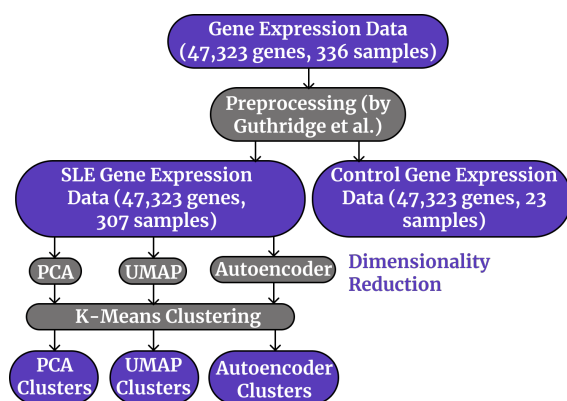 Gene Expression Data
(47,323 genes, 336 samples)
Preprocessing (by
Guthridge et al.)
SLE Gene Expression
Data (47,323 genes,
307 samples)
Control Gene Expression
Data (47,323 genes, 23
samples)
PCA
UMAP
Autoencoder
Dimensionality
Reduction
K-Means Clustering
PCA
Clusters
UMAP
Clusters
Autoencoder
Clusters